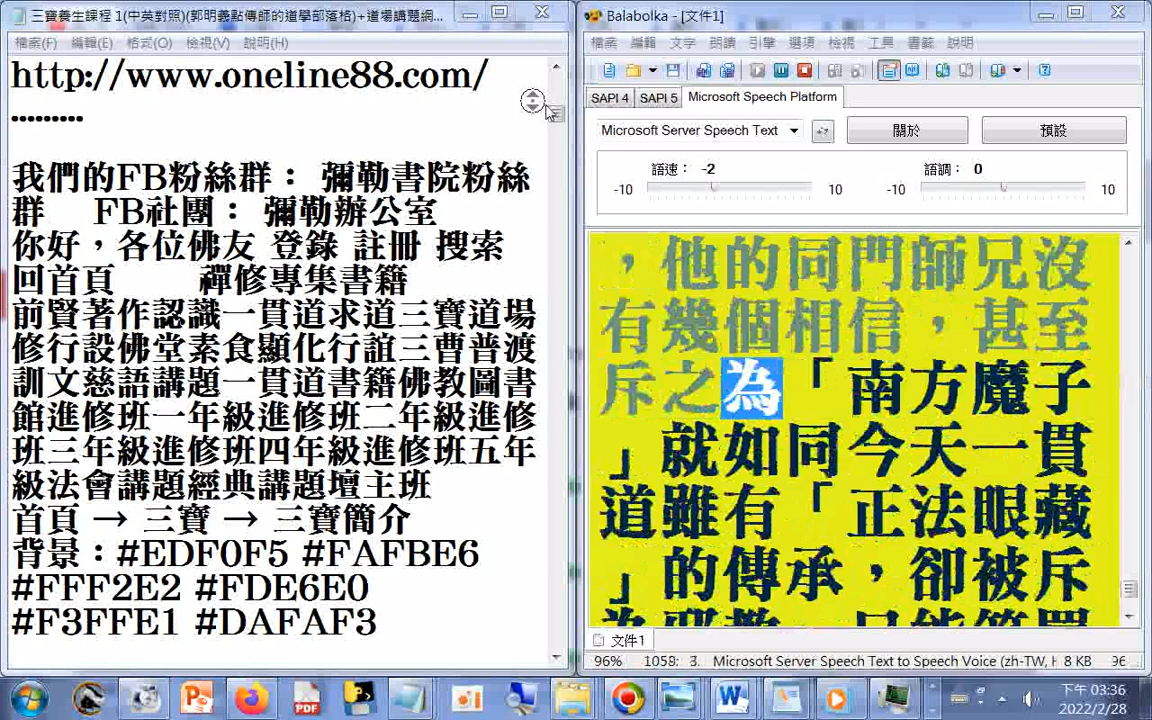 三寶養生課程 1(中英對照)(郭明義點傳師的道學部落格)+道場講題網...
檔案(F) 編輯(E) 格式(O) 檢視(V) 說明(H)
http://www.oneline88.com/
.........
我們的FB粉絲群： 彌勒書院粉絲
群 FB社團： 彌勒辦公室
你好，各位佛友 登錄 註冊 搜索
回首頁 禪修專集書籍
前賢著作認識一貫道求道三寶道場
修行設佛堂素食顯化行誼三曹普渡
訓文慈語講題一貫道書籍佛教圖書
館進修班一年級進修班二年級進修
班三年級進修班四年級進修班五年
級法會講題經典講題壇主班
首頁 → 三寶 → 三寶簡介
背景：#EDF0F5 #FAFBE6
#FFF2E2 #FDE6E0
#F3FFE1 #DAFAF3
Balabolka - [文件1]
檔案 編輯 文字 朗讀 引擎 選項 檢視 工具 書籤 說明
SAPI 4 SAPI 5 Microsoft Speech Platform
Microsoft Server Speech Text 關於 預設
語速： -2 語調： 0
-10 10 -10 10
，他的同門師兄沒
有幾個相信，甚至
斥之為「南方魔子
」就如同今天一貫
道雖有「正法眼藏
」的傳承，卻被斥
為邪教，只能簡單
文件1
96% 1058: 3. Microsoft Server Speech Text to Speech Voice (zh-TW, H 8 KB 96
下午 03:36
2022/2/28